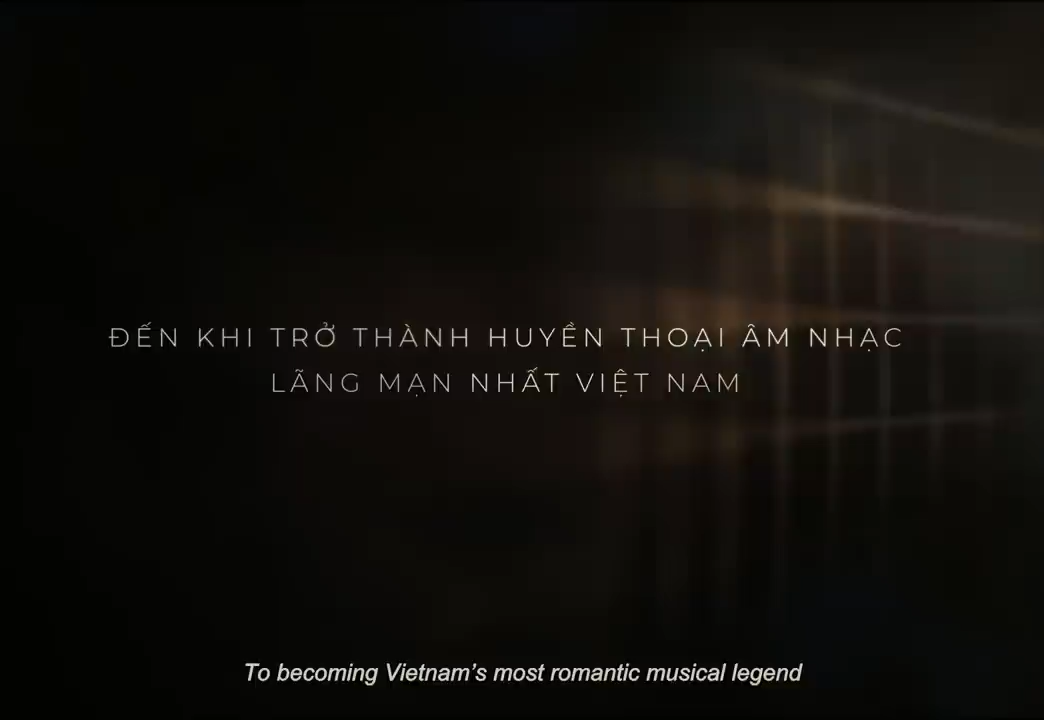 ĐẾN KHI TRỞ THÀNH HUYỀN THOẠI ÂM NHẠC
LÃNG MẠN NHẤT VIỆT NAM
To becoming Vietnam's most romantic musical legend